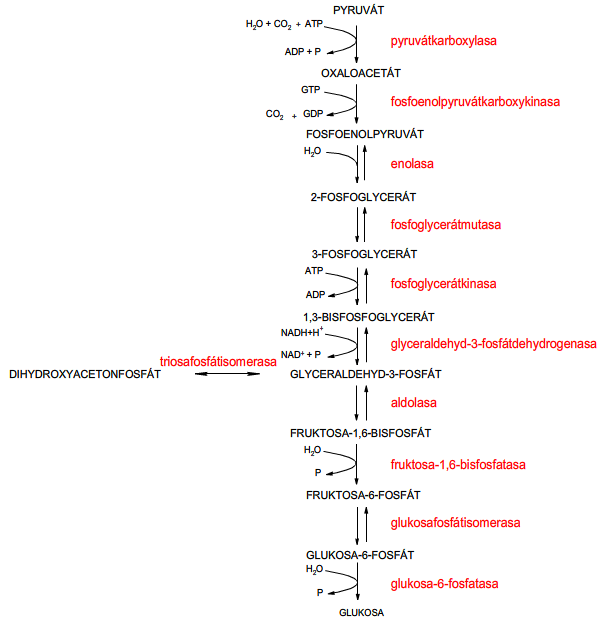 PYRUVÁT
H₂O + CO₂ + ATP
pyruvátkarboxylasa
ADP + P
OXALOACETÁT
GTP
fosfoenolpyruvátkarboxykinasa
CO₂ + GDP
FOSFOENOLPYRUVÁT
H₂O
enolasa
2-FOSFOGLYCERÁT
fosfoglycerátmutasa
3-FOSFOGLYCERÁT
ATP
fosfoglycerátkinasa
ADP
1,3-BISFOSFOGLYCERÁT
NADH+H⁺
glyceraldehyd-3-fosfátdehydrogenasa
NAD⁺ + P
triosafosfátisomerasa
DIHYDROXYACETONFOSFÁT GLYCERALDEHYD-3-FOSFÁT
aldolasa
FRUKTOSA-1,6-BISFOSFÁT
H₂O
fruktosa-1,6-bisfosfatasa
P
FRUKTOSA-6-FOSFÁT
glukosafosfátisomerasa
GLUKOSA-6-FOSFÁT
H₂O
glukosa-6-fosfatasa
P
GLUKOSA